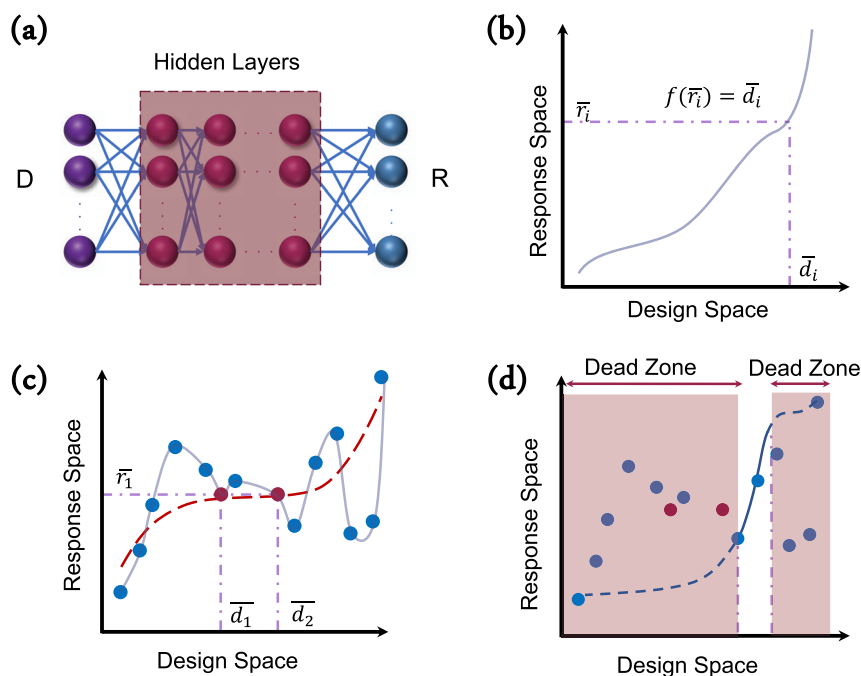 (a)
Hidden Layers
D
R
(b)
Response Space
r̅ᵢ
f(r̅ᵢ) = d̅ᵢ
d̅ᵢ
Design Space
(c)
Response Space
r̅₁
d̅₁
d̅₂
Design Space
(d)
Dead Zone
Dead Zone
Response Space
Design Space